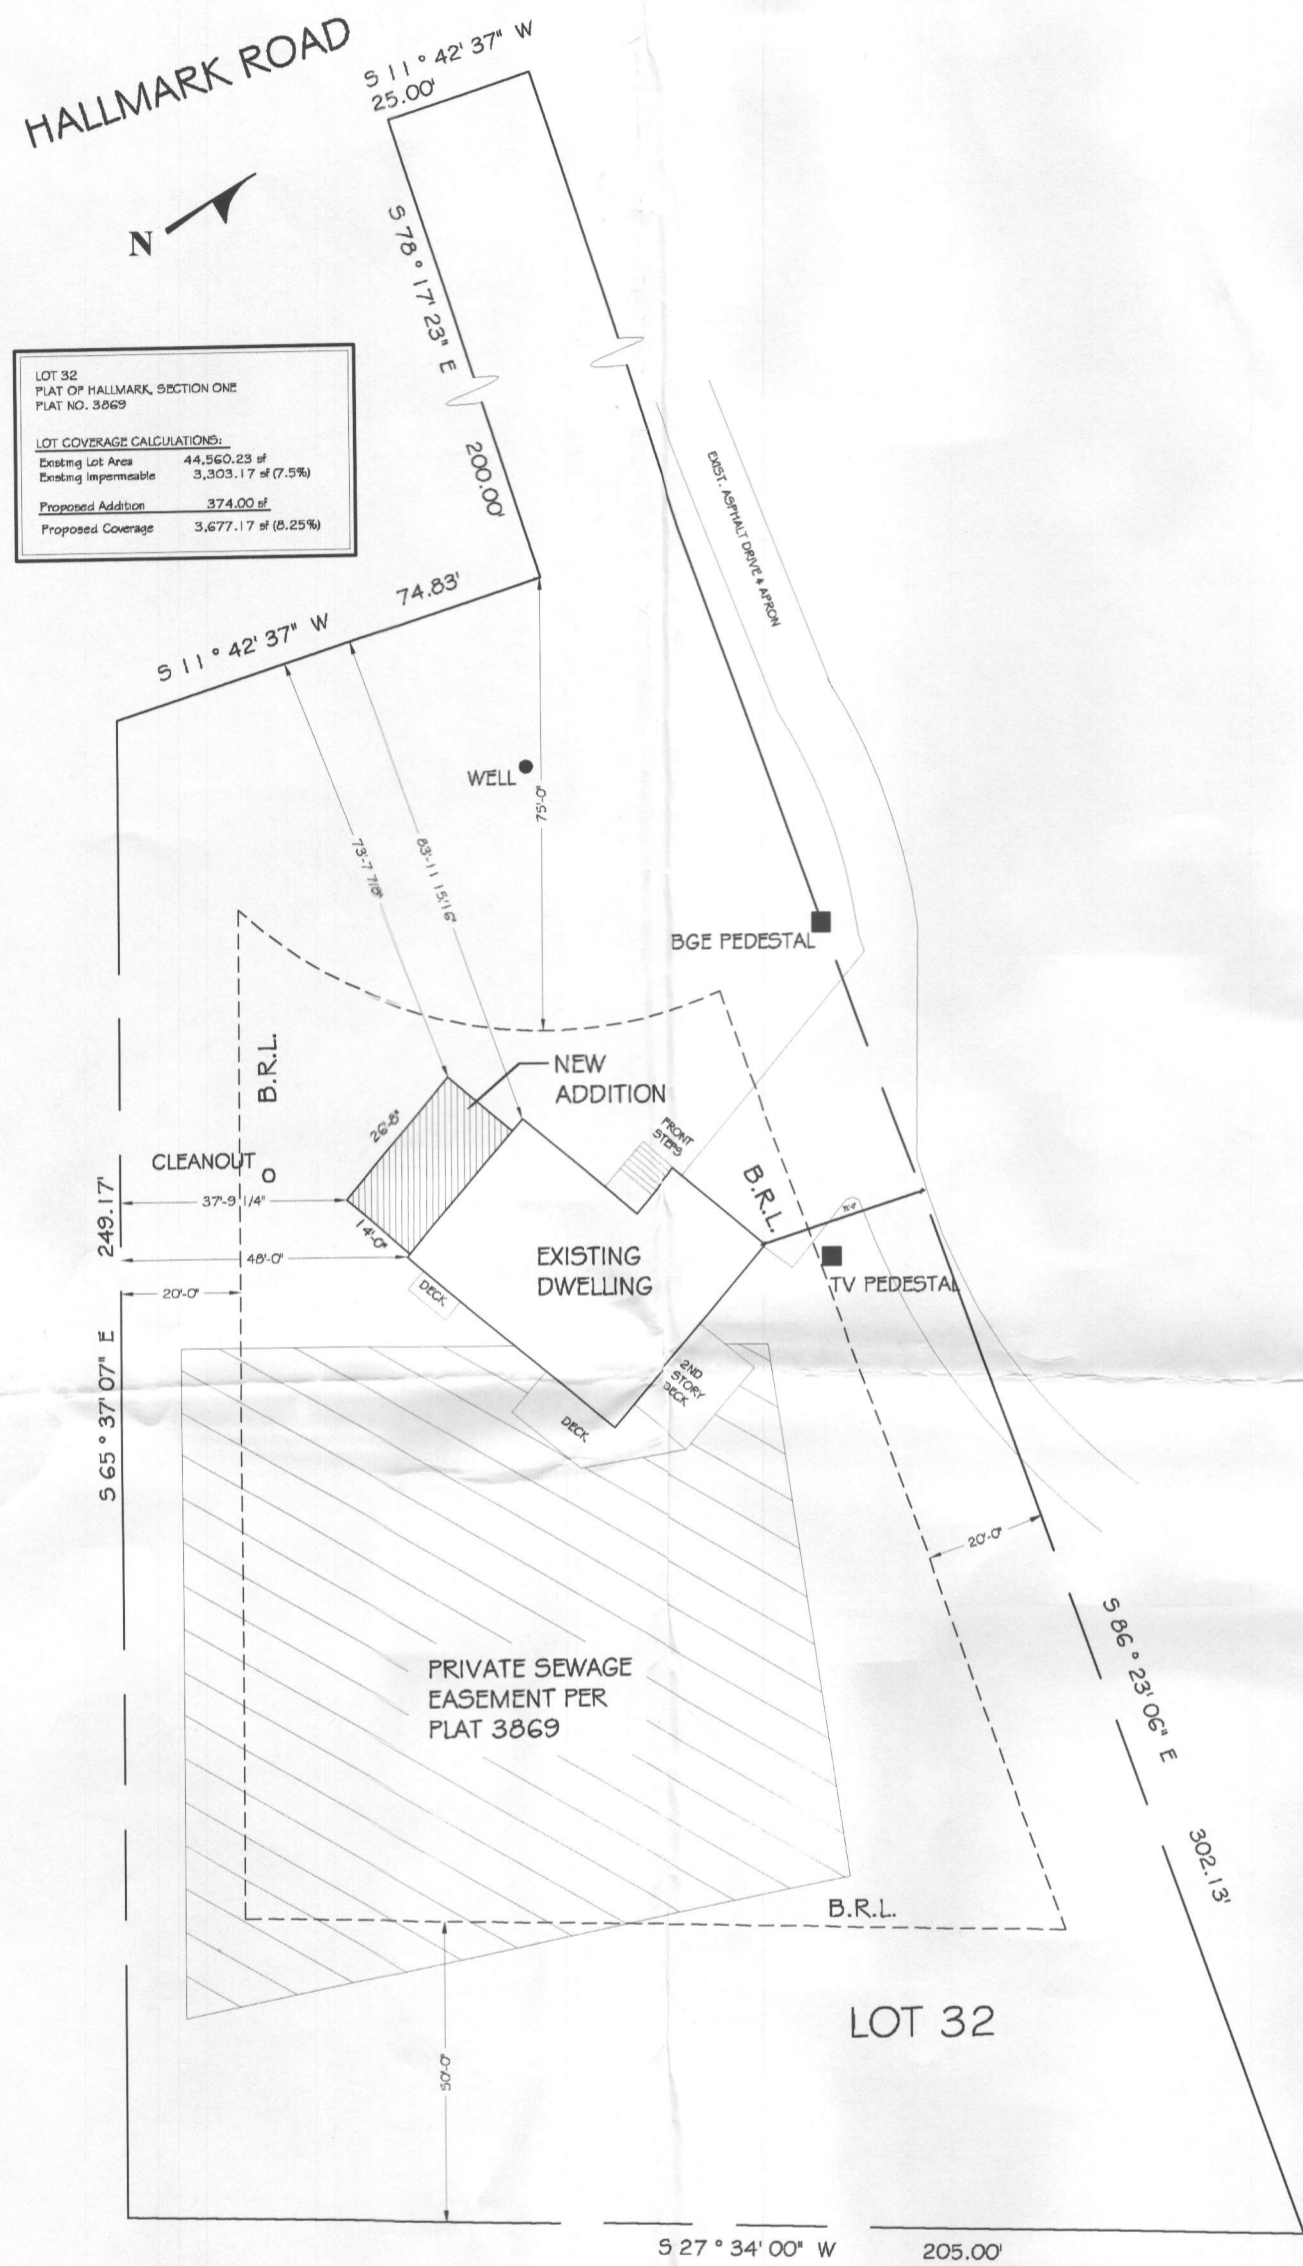 HALLMARK ROAD
S 11° 42' 37" W
25.00'
N
S 78° 17' 23" E
200.00'
LOT 32
PLAT OF HALLMARK, SECTION ONE
PLAT NO. 3869
LOT COVERAGE CALCULATIONS:
Existing Lot Area 44,560.23 sf
Existing Impermeable 3,303.17 sf (7.5%)
Proposed Addition 374.00 sf
Proposed Coverage 3,677.17 sf (8.25%)
EXIST. ASPHALT DRIVE & APRON
74.83'
S 11° 42' 37" W
WELL
75'-0"
73'-7 7/8"
83'-11 15/16"
BGE PEDESTAL
B.R.L.
NEW
ADDITION
26'-8"
FRONT
STEPS
CLEANOUT
B.R.L.
37'-9 1/4"
249.17'
14'-0"
48'-0"
EXISTING
DWELLING
TV PEDESTAL
DECK
20'-0"
S 65° 37' 07" E
2ND
STORY
DECK
DECK
20'-0"
S 86° 23' 06" E
PRIVATE SEWAGE
EASEMENT PER
PLAT 3869
302.13'
B.R.L.
LOT 32
50'-0"
S 27° 34' 00" W
205.00'